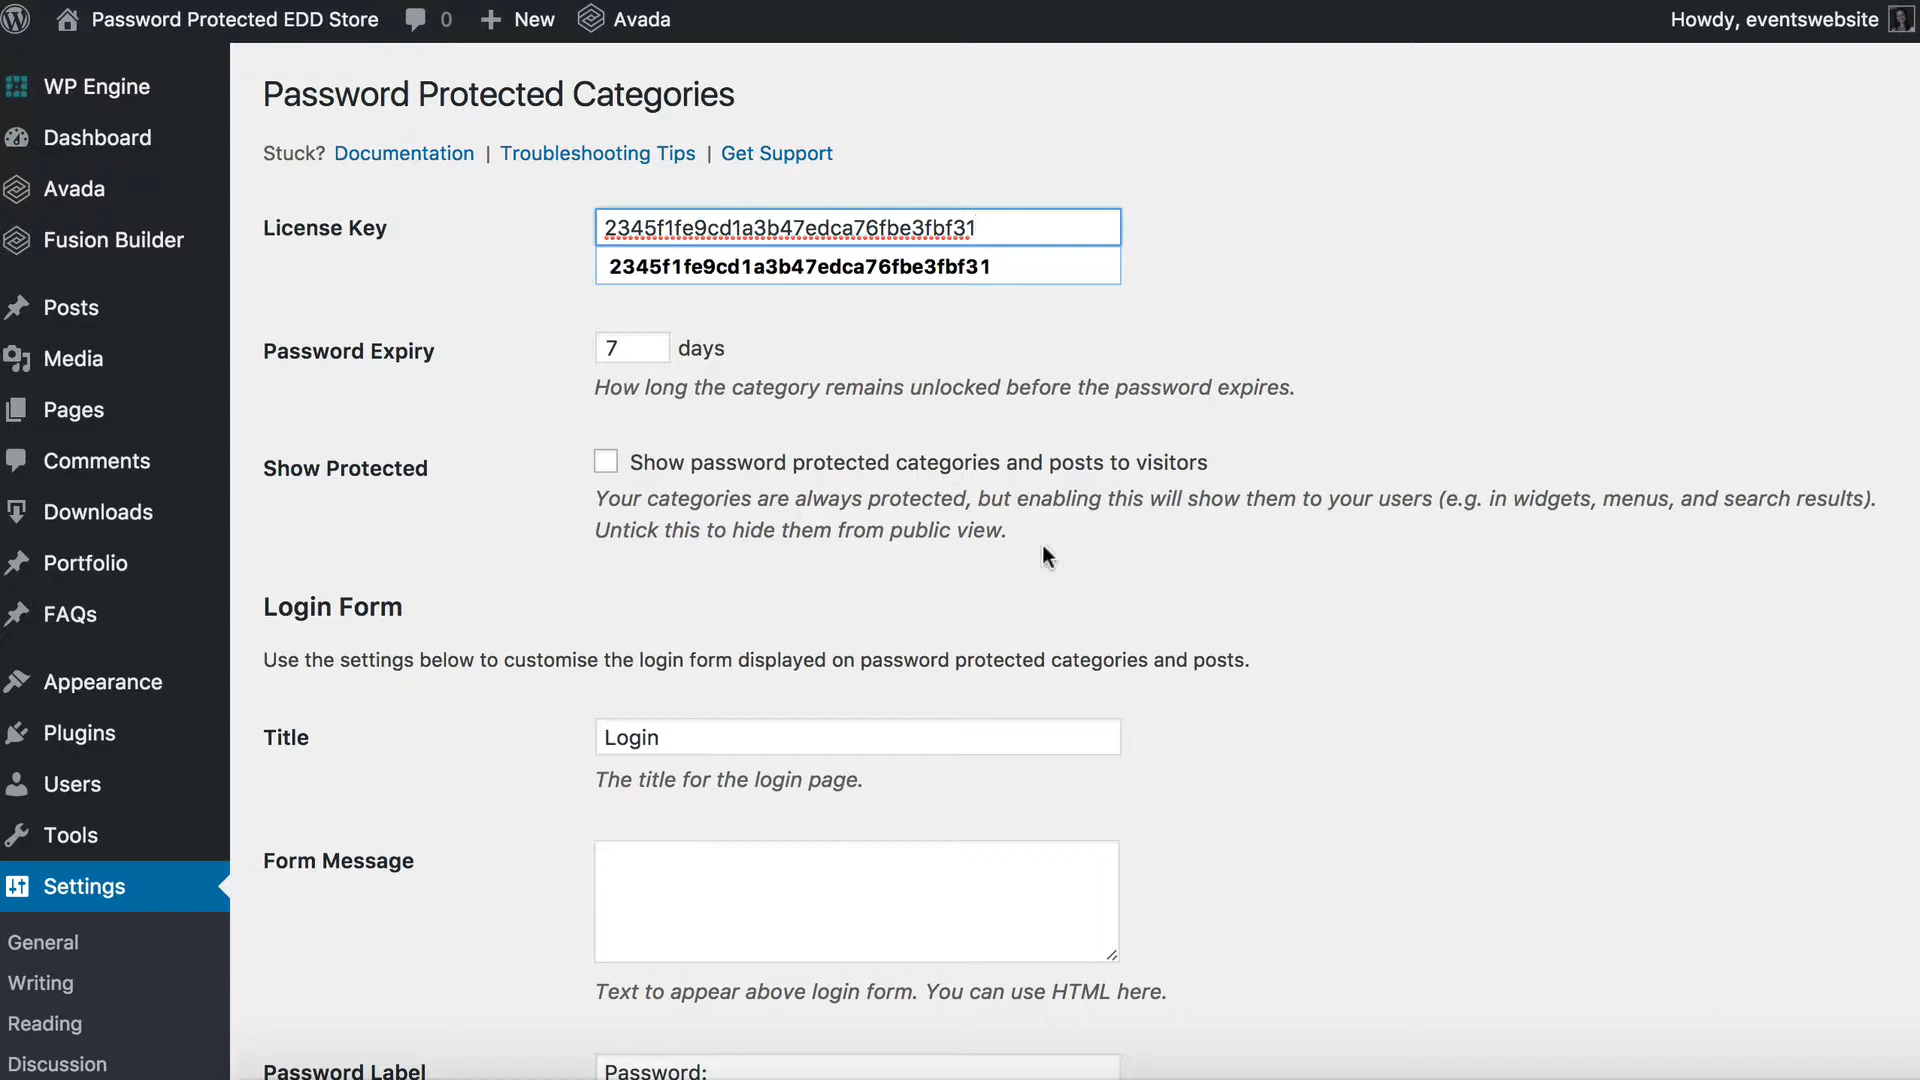 Password Protected EDD Store
0
New
Avada
Howdy, eventswebsite
WP Engine
Dashboard
Avada
Fusion Builder
Posts
Media
Pages
Comments
Downloads
Portfolio
FAQs
Appearance
Plugins
Users
Tools
Settings
General
Writing
Reading
Discussion
Password Protected Categories
Stuck? Documentation | Troubleshooting Tips | Get Support
License Key
2345f1fe9cd1a3b47edca76fbe3fbf31
2345f1fe9cd1a3b47edca76fbe3fbf31
Password Expiry
7 days
How long the category remains unlocked before the password expires.
Show Protected
Show password protected categories and posts to visitors
Your categories are always protected, but enabling this will show them to your users (e.g. in widgets, menus, and search results).
Untick this to hide them from public view.
Login Form
Use the settings below to customise the login form displayed on password protected categories and posts.
Title
Login
The title for the login page.
Form Message
Text to appear above login form. You can use HTML here.
Password Label
Password: